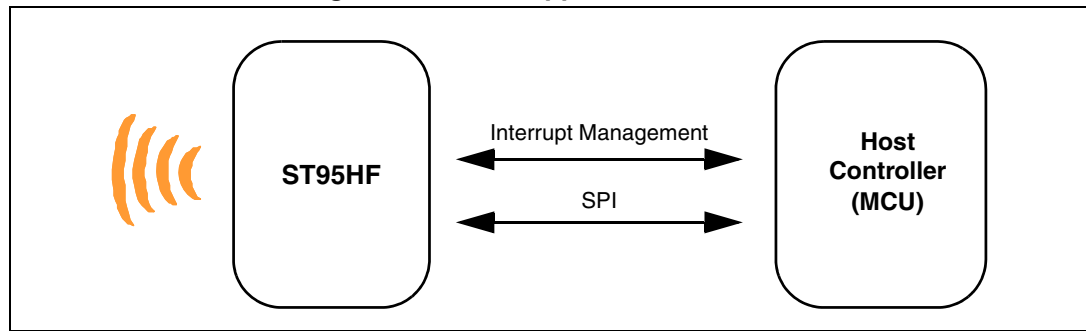 ST95HF
Interrupt Management
SPI
Host
Controller
(MCU)